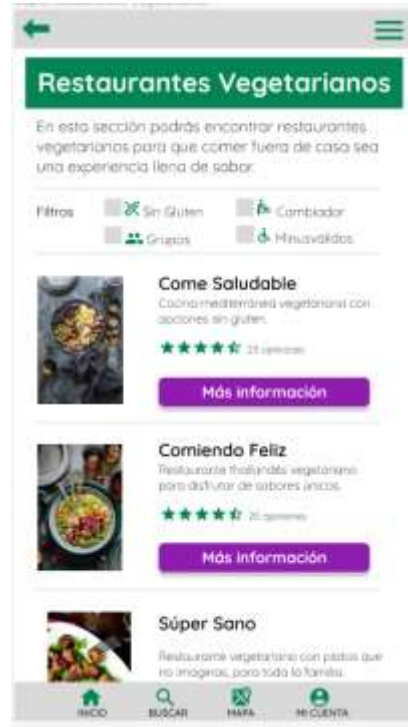 Restaurantes Vegetarianos
En esta sección podrás encontrar restaurantes
vegetarianos para que comer fuera de casa sea
una experiencia llena de sabor.
Filtros
Sin Gluten
Cambiador
Grupos
Minusválidos
Come Saludable
Cocina mediterránea vegetariana con
opciones sin gluten.
opiniones
Más información
Comiendo Feliz
Restaurante thailandés vegetariano
para disfrutar de sabores únicos.
opiniones
Más información
Súper Sano
Restaurante vegetariano con platos que
no imaginas, para toda la familia.
INICIO
BUSCAR
MAPA
MI CUENTA